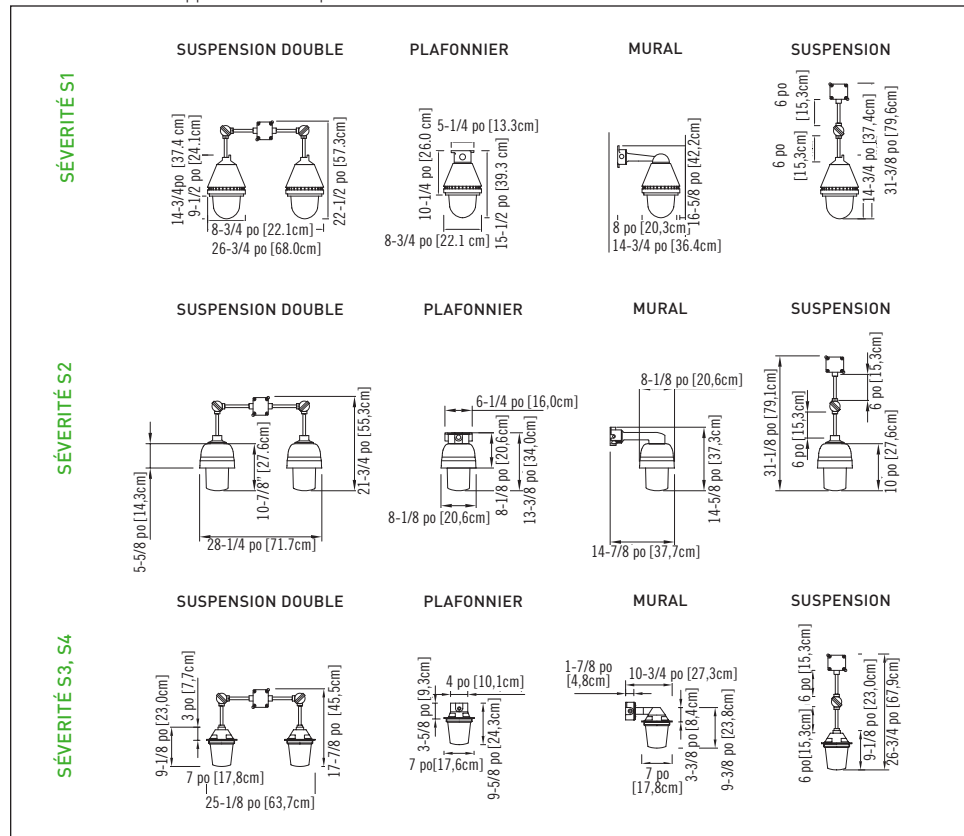 SÉVERITÉ S1
SUSPENSION DOUBLE
14-3/4po [37.4 cm]
9-1/2 po [24.1cm]
22-1/2 po [57.3cm]
8-3/4 po [22.1cm]
26-3/4 po [68.0cm]
PLAFONNIER
5-1/4 po [13.3cm]
10-1/4 po [26.0 cm]
15-1/2 po [39.3 cm]
8-3/4 po [22.1 cm]
MURAL
16-5/8 po [42,2cm]
8 po [20,3cm]
14-3/4 po [36.4cm]
SUSPENSION
6 po
[15,3cm]
6 po
[15,3cm]
14-3/4 po [37,4cm]
31-3/8 po [79,6cm]
SÉVERITÉ S2
SUSPENSION DOUBLE
5-5/8 po [14,3cm]
10-7/8" [27.6cm]
21-3/4 po [55,3cm]
28-1/4 po [71.7cm]
PLAFONNIER
6-1/4 po [16,0cm]
8-1/8 po [20,6cm]
13-3/8 po [34,0cm]
8-1/8 po [20,6cm]
MURAL
8-1/8 po [20,6cm]
14-5/8 po [37,3cm]
14-7/8 po [37,7cm]
SUSPENSION
31-1/8 po [79,1cm]
6 po [15,3cm]
6 po [15,3cm]
10 po [27,6cm]
SÉVERITÉ S3, S4
SUSPENSION DOUBLE
9-1/8 po [23,0cm]
3 po [7,7cm]
17-7/8 po [45,5cm]
7 po [17,8cm]
25-1/8 po [63,7cm]
PLAFONNIER
3-5/8 po [9,3cm]
4 po [10,1cm]
9-5/8 po [24,3cm]
7 po[17,6cm]
MURAL
1-7/8 po
[4,8cm]
10-3/4 po [27,3cm]
3-3/8 po [8,4cm]
9-3/8 po [23,8cm]
7 po
[17,8cm]
SUSPENSION
6 po [15,3cm]
6 po[15,3cm]
9-1/8 po [23,0cm]
26-3/4 po [67,9cm]